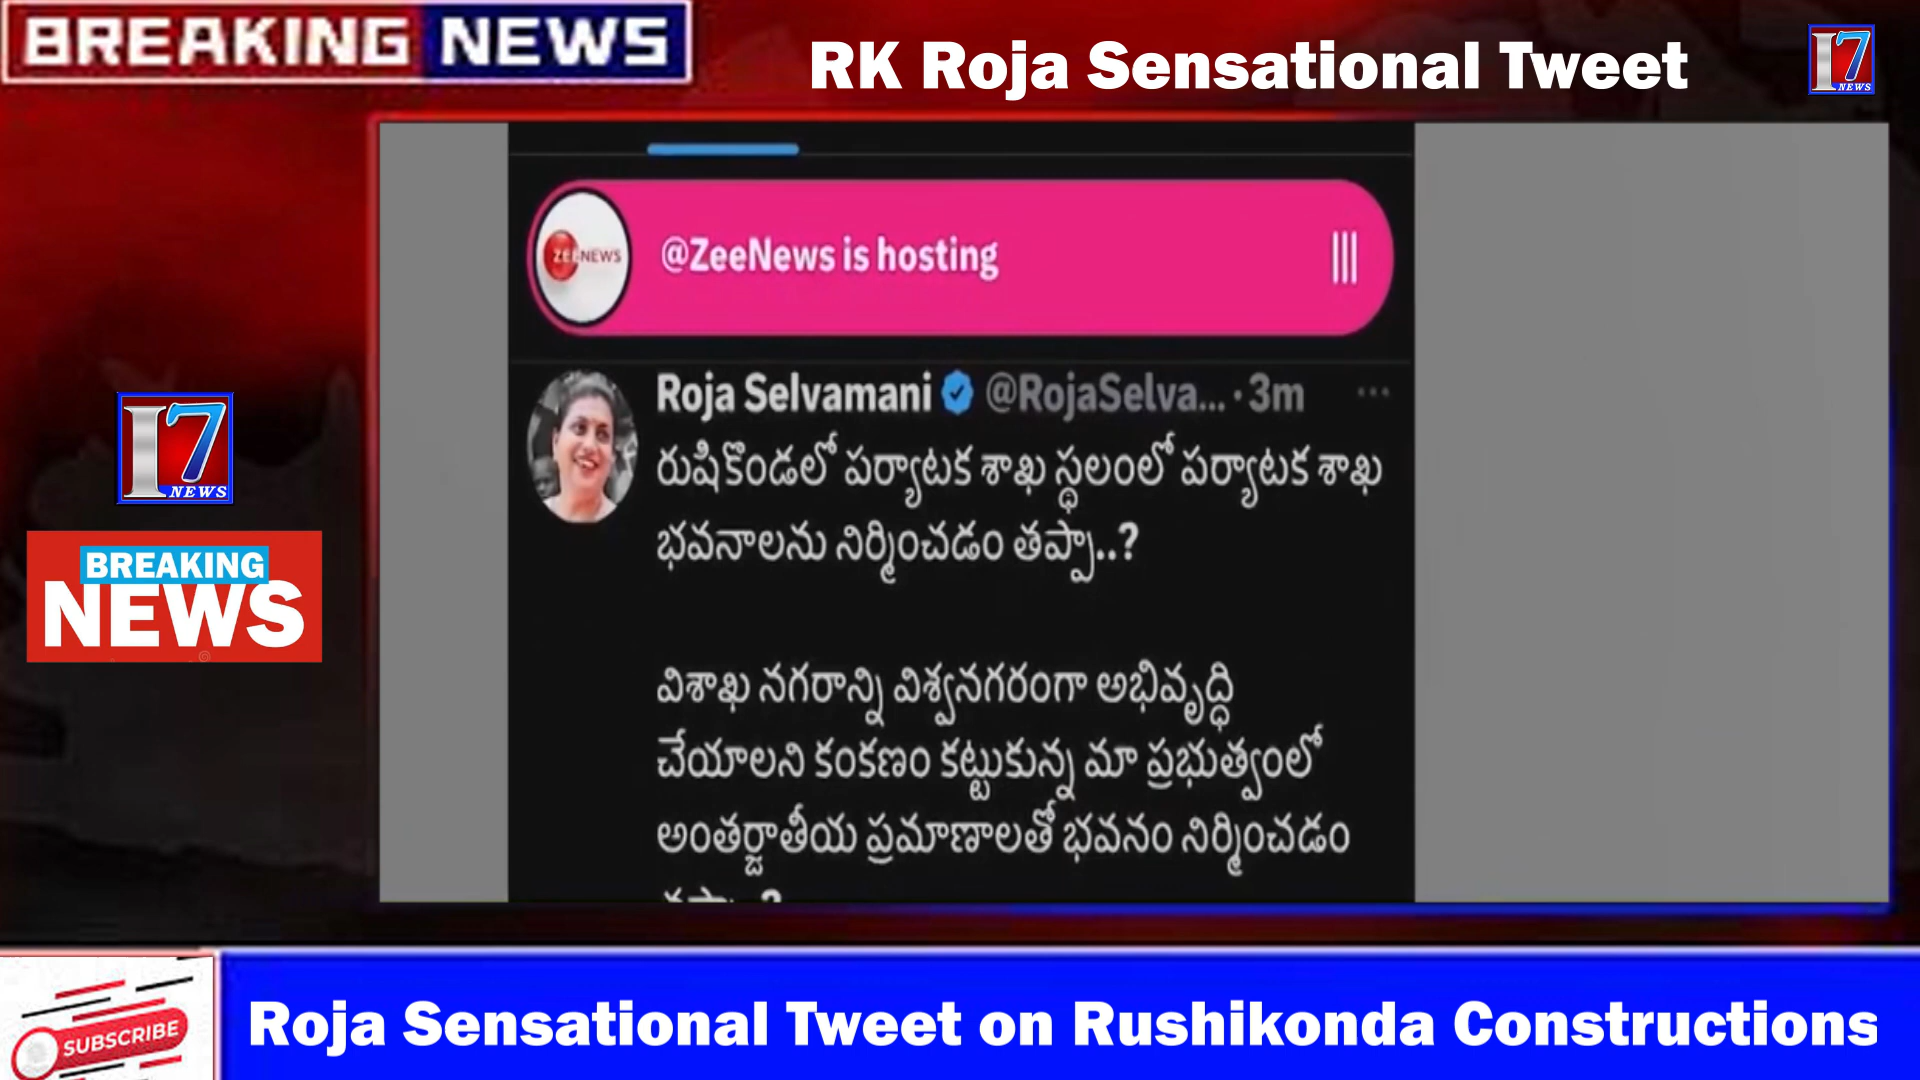 BREAKING NEWS
RK Roja Sensational Tweet
I7 NEWS
ZEE NEWS
@ZeeNews is hosting
Roja Selvamani @RojaSelva... · 3m
రుషికొండలో పర్యాటక శాఖ స్థలంలో పర్యాటక శాఖ
భవనాలను నిర్మించడం తప్పా..?
విశాఖ నగరాన్ని విశ్వనగరంగా అభివృద్ధి
చేయాలని కంకణం కట్టుకున్న మా ప్రభుత్వంలో
అంతర్జాతీయ ప్రమాణాలతో భవనం నిర్మించడం
I7 NEWS
BREAKING
NEWS
SUBSCRIBE
Roja Sensational Tweet on Rushikonda Constructions